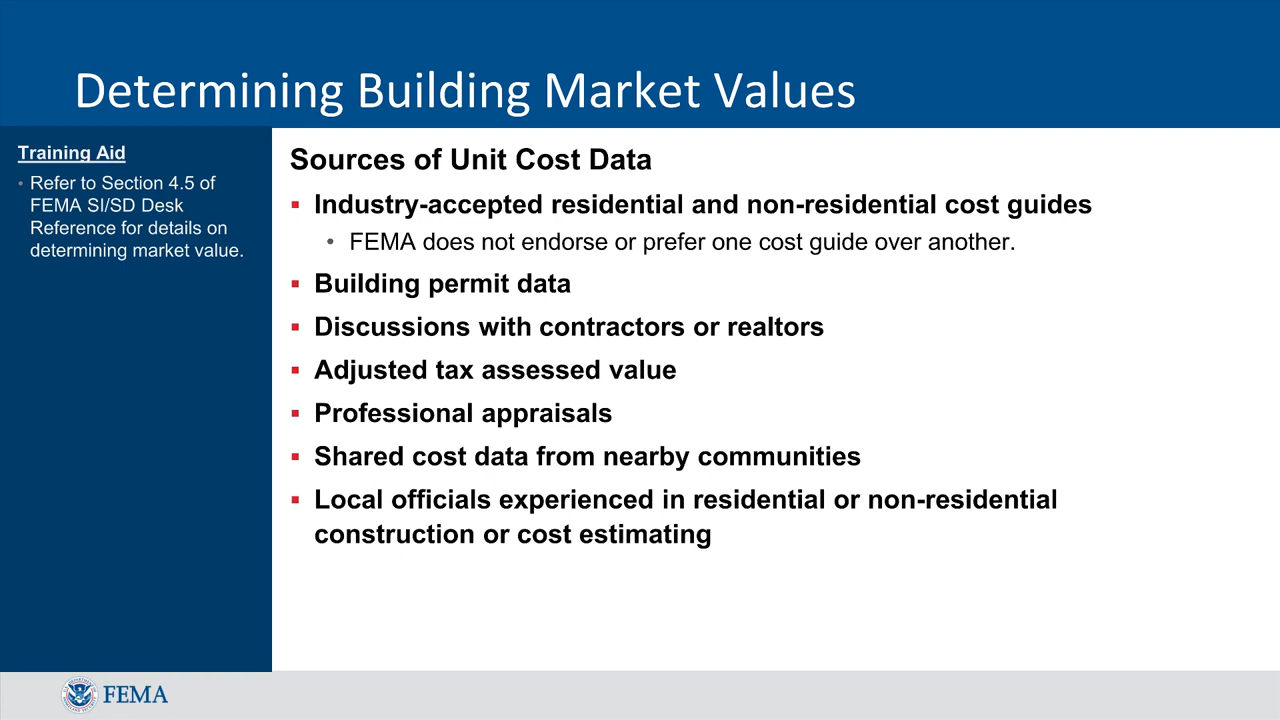 Determining Building Market Values
Training Aid
• Refer to Section 4.5 of
FEMA SI/SD Desk
Reference for details on
determining market value.
Sources of Unit Cost Data
▪ Industry-accepted residential and non-residential cost guides
• FEMA does not endorse or prefer one cost guide over another.
▪ Building permit data
▪ Discussions with contractors or realtors
▪ Adjusted tax assessed value
▪ Professional appraisals
▪ Shared cost data from nearby communities
▪ Local officials experienced in residential or non-residential
construction or cost estimating
FEMA